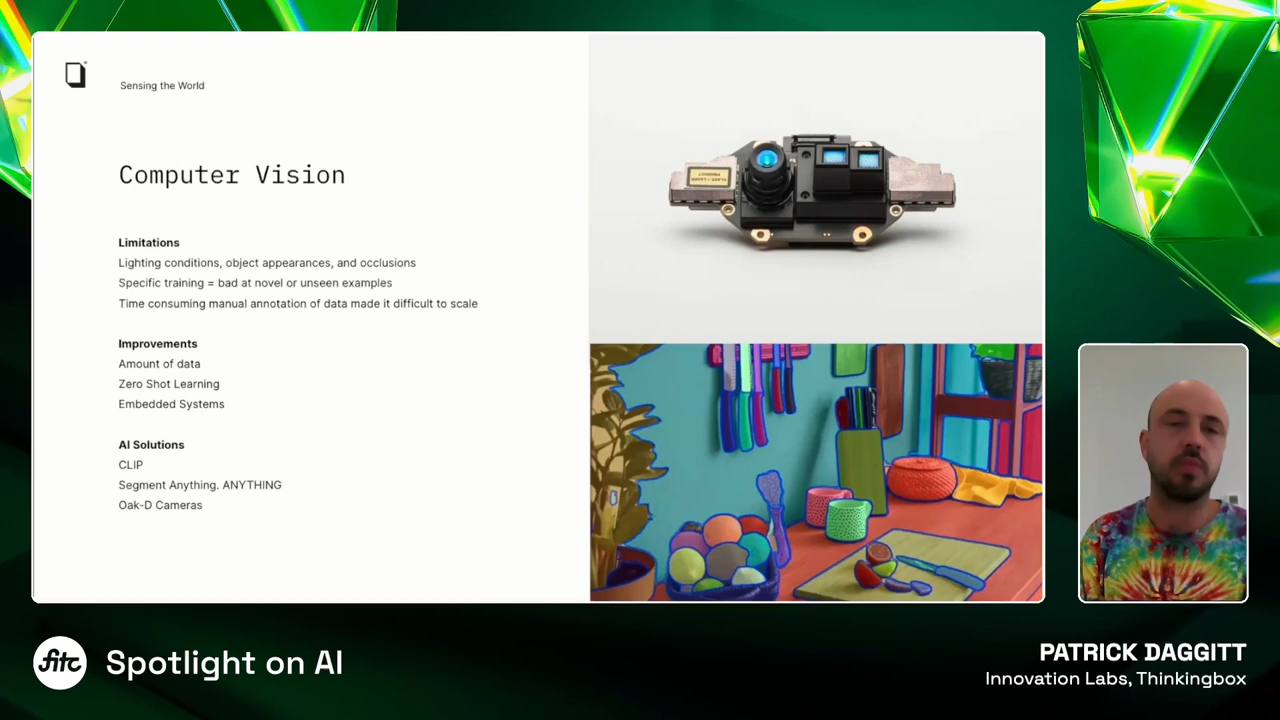 Sensing the World
Computer Vision
Limitations
Lighting conditions, object appearances, and occlusions
Specific training = bad at novel or unseen examples
Time consuming manual annotation of data made it difficult to scale
Improvements
Amount of data
Zero Shot Learning
Embedded Systems
AI Solutions
CLIP
Segment Anything. ANYTHING
Oak-D Cameras
fitc
Spotlight on AI
PATRICK DAGGITT
Innovation Labs, Thinkingbox